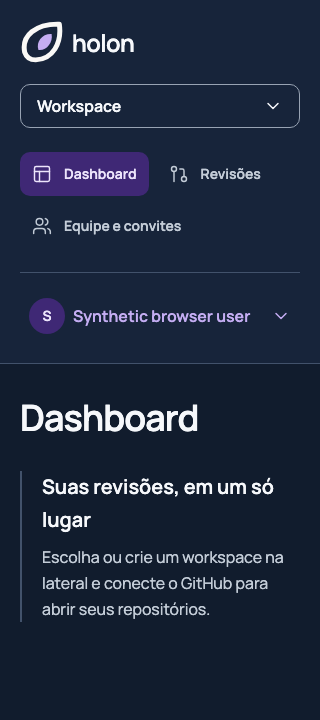 holon
Workspace
Dashboard
Revisões
Equipe e convites
S
Synthetic browser user
Dashboard
Suas revisões, em um só
lugar
Escolha ou crie um workspace na
lateral e conecte o GitHub para
abrir seus repositórios.